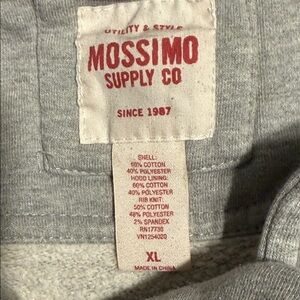 UTILITY & STYLE
MOSSIMO
SUPPLY CO
SINCE 1987
SHELL:
60% COTTON
40% POLYESTER
HOOD LINING:
60% COTTON
40% POLYESTER
RIB KNIT:
50% COTTON
48% POLYESTER
2% SPANDEX
RN17730
VN1254020
XL
MADE IN CHINA